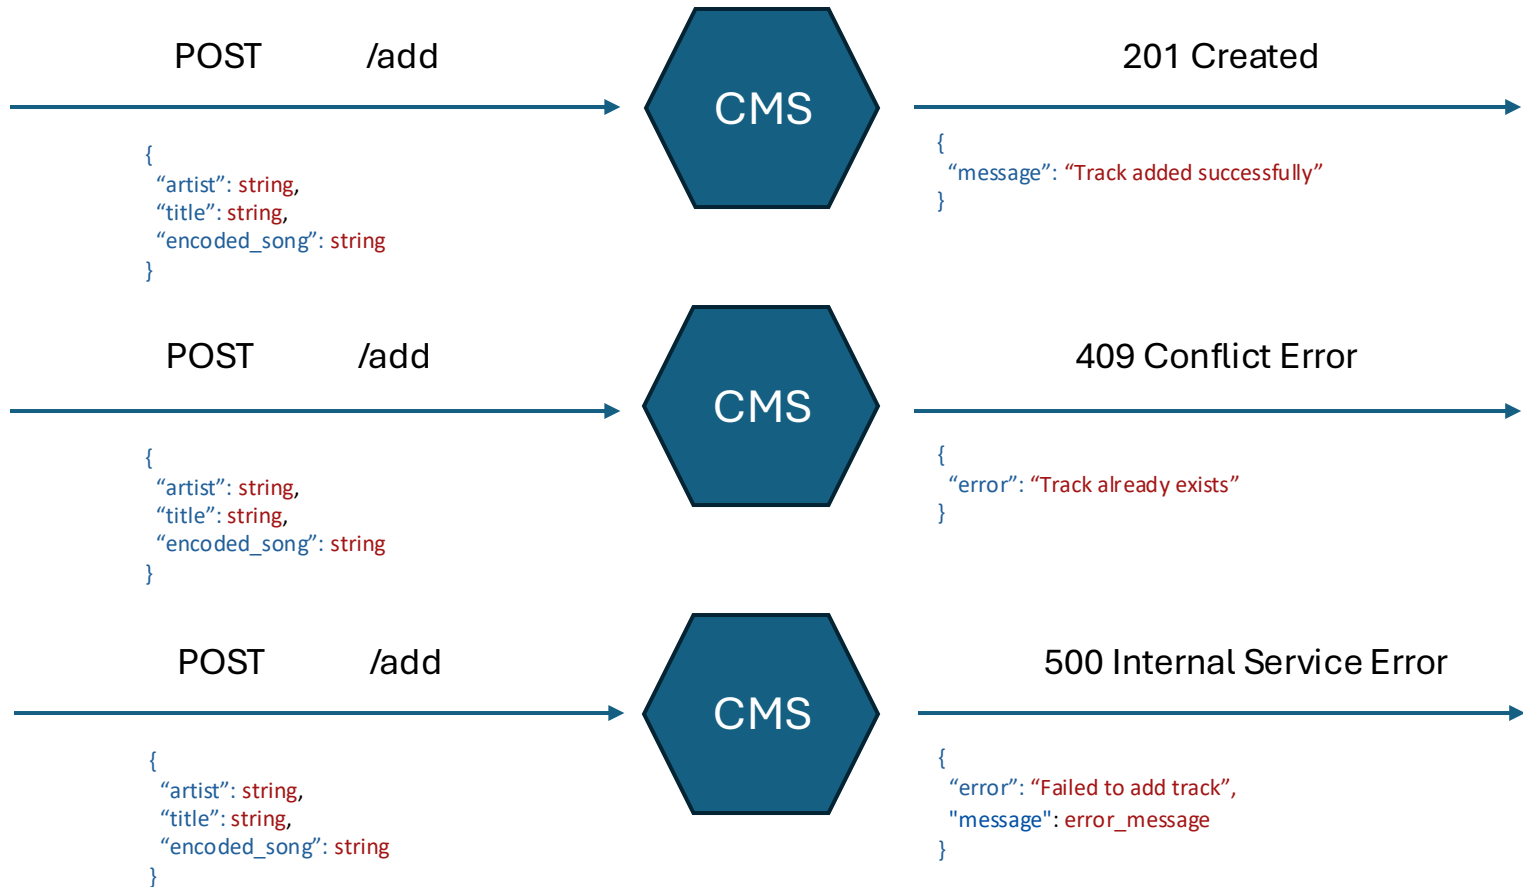 POST /add
CMS
201 Created
{
“artist”: string,
“title”: string,
“encoded_song”: string
}
{
“message”: “Track added successfully”
}
POST /add
CMS
409 Conflict Error
{
“artist”: string,
“title”: string,
“encoded_song”: string
}
{
“error”: “Track already exists”
}
POST /add
CMS
500 Internal Service Error
{
“artist”: string,
“title”: string,
“encoded_song”: string
}
{
“error”: “Failed to add track”,
"message": error_message
}